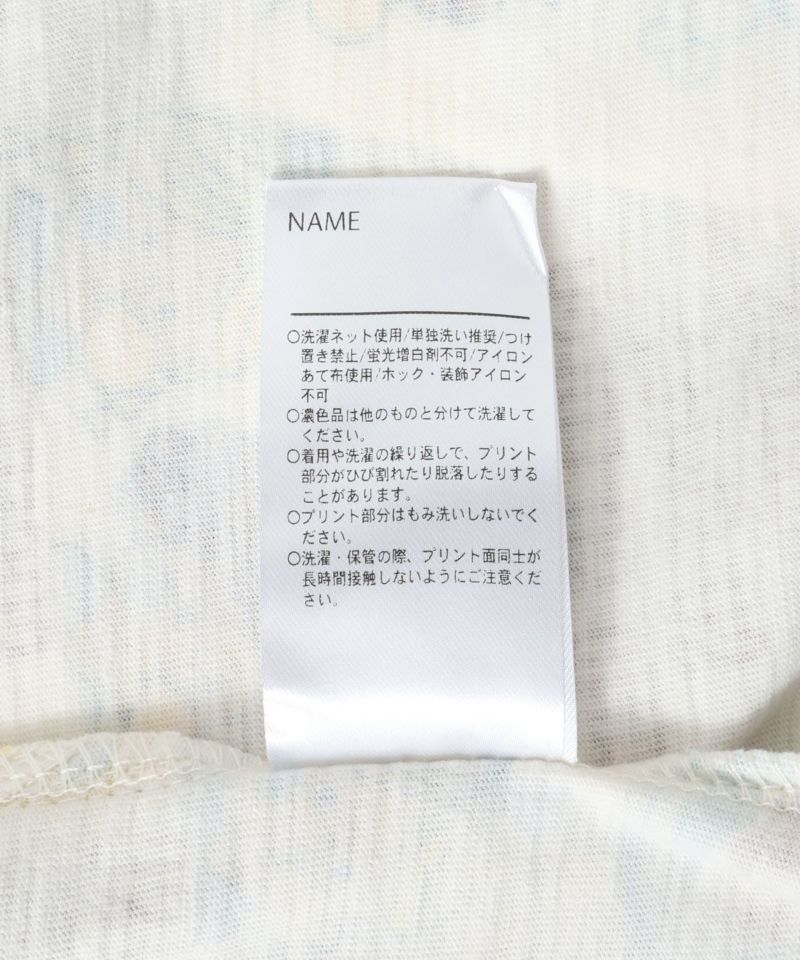 NAME
〇洗濯ネット使用/単独洗い推奨/つけ
置き禁止/蛍光増白剤不可/アイロン
あて布使用/ホック・装飾アイロン
不可
〇濃色品は他のものと分けて洗濯して
ください。
〇着用や洗濯の繰り返しで、プリント
部分がひび割れたり脱落したりする
ことがあります。
〇プリント部分はもみ洗いしないでく
ださい。
〇洗濯・保管の際、プリント面同士が
長時間接触しないようにご注意くだ
さい。